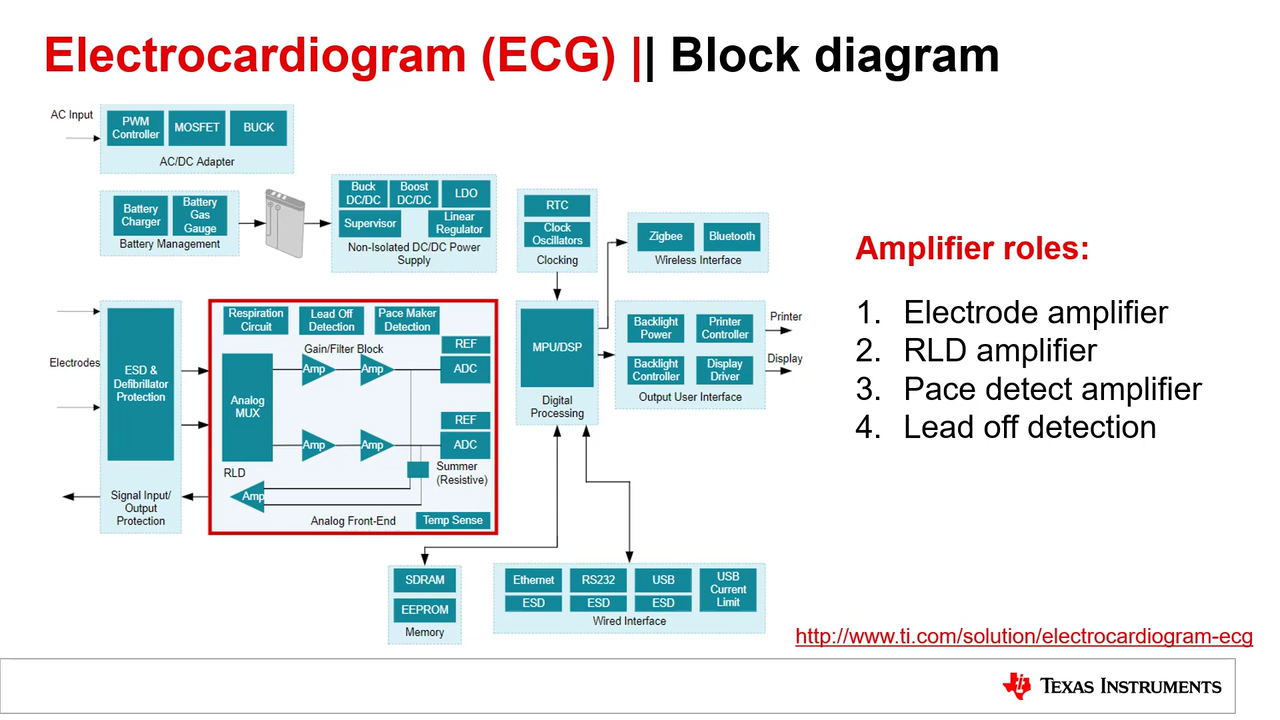 Electrocardiogram (ECG) || Block diagram
AC Input
PWM
Controller
MOSFET
BUCK
AC/DC Adapter
Battery
Charger
Battery
Gas
Gauge
Battery Management
Buck
DC/DC
Boost
DC/DC
LDO
Supervisor
Linear
Regulator
Non-Isolated DC/DC Power
Supply
RTC
Clock
Oscillators
Clocking
Zigbee
Bluetooth
Wireless Interface
Electrodes
ESD &
Defibrillator
Protection
Signal Input/
Output
Protection
Respiration
Circuit
Lead Off
Detection
Pace Maker
Detection
Gain/Filter Block
REF
Amp
Amp
ADC
Analog
MUX
REF
Amp
Amp
ADC
RLD
Summer
(Resistive)
Amp
Analog Front-End
Temp Sense
MPU/DSP
Digital
Processing
Backlight
Power
Printer
Controller
Backlight
Controller
Display
Driver
Output User Interface
Printer
Display
SDRAM
EEPROM
Memory
Ethernet
RS232
USB
USB
Current
Limit
ESD
ESD
ESD
Wired Interface
Amplifier roles:
1. Electrode amplifier
2. RLD amplifier
3. Pace detect amplifier
4. Lead off detection
http://www.ti.com/solution/electrocardiogram-ecg
TEXAS INSTRUMENTS